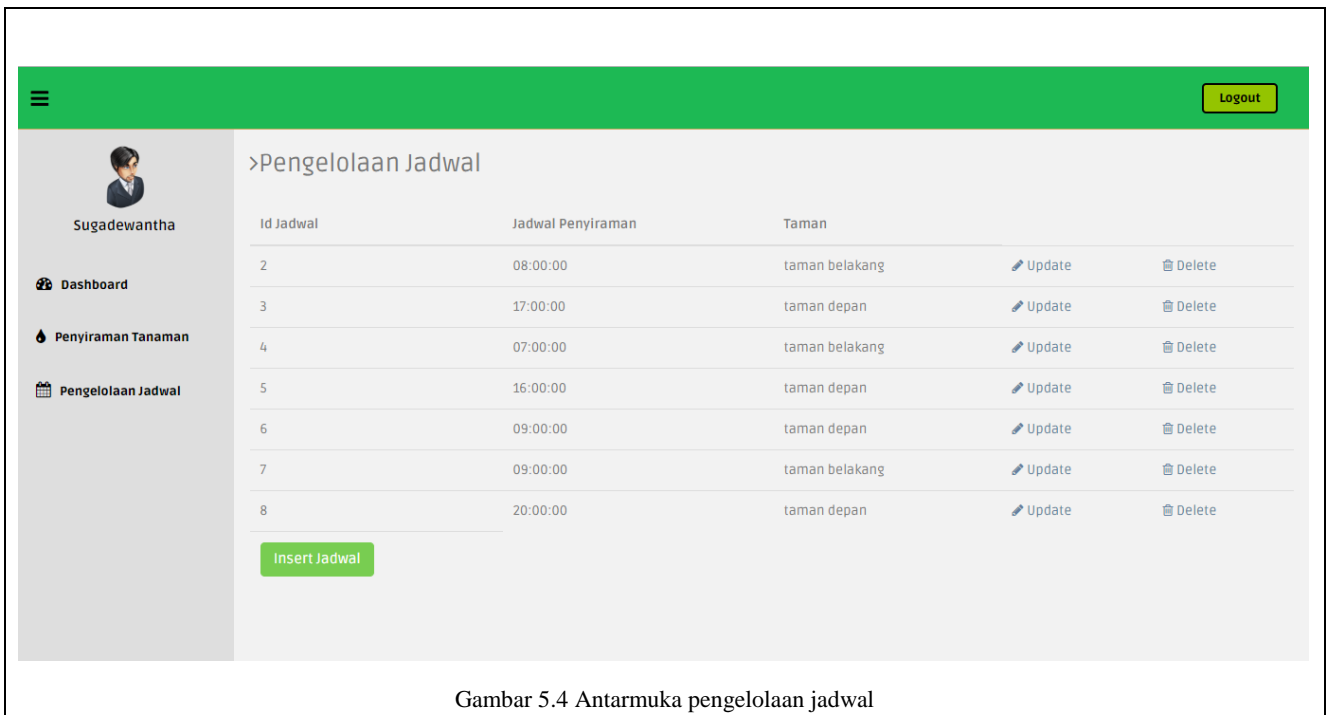 Logout
Sugadewantha
Dashboard
Penyiraman Tanaman
Pengelolaan Jadwal
>Pengelolaan Jadwal
Id Jadwal Jadwal Penyiraman Taman
2 08:00:00 taman belakang Update Delete
3 17:00:00 taman depan Update Delete
4 07:00:00 taman belakang Update Delete
5 16:00:00 taman depan Update Delete
6 09:00:00 taman depan Update Delete
7 09:00:00 taman belakang Update Delete
8 20:00:00 taman depan Update Delete
Insert Jadwal
Gambar 5.4 Antarmuka pengelolaan jadwal